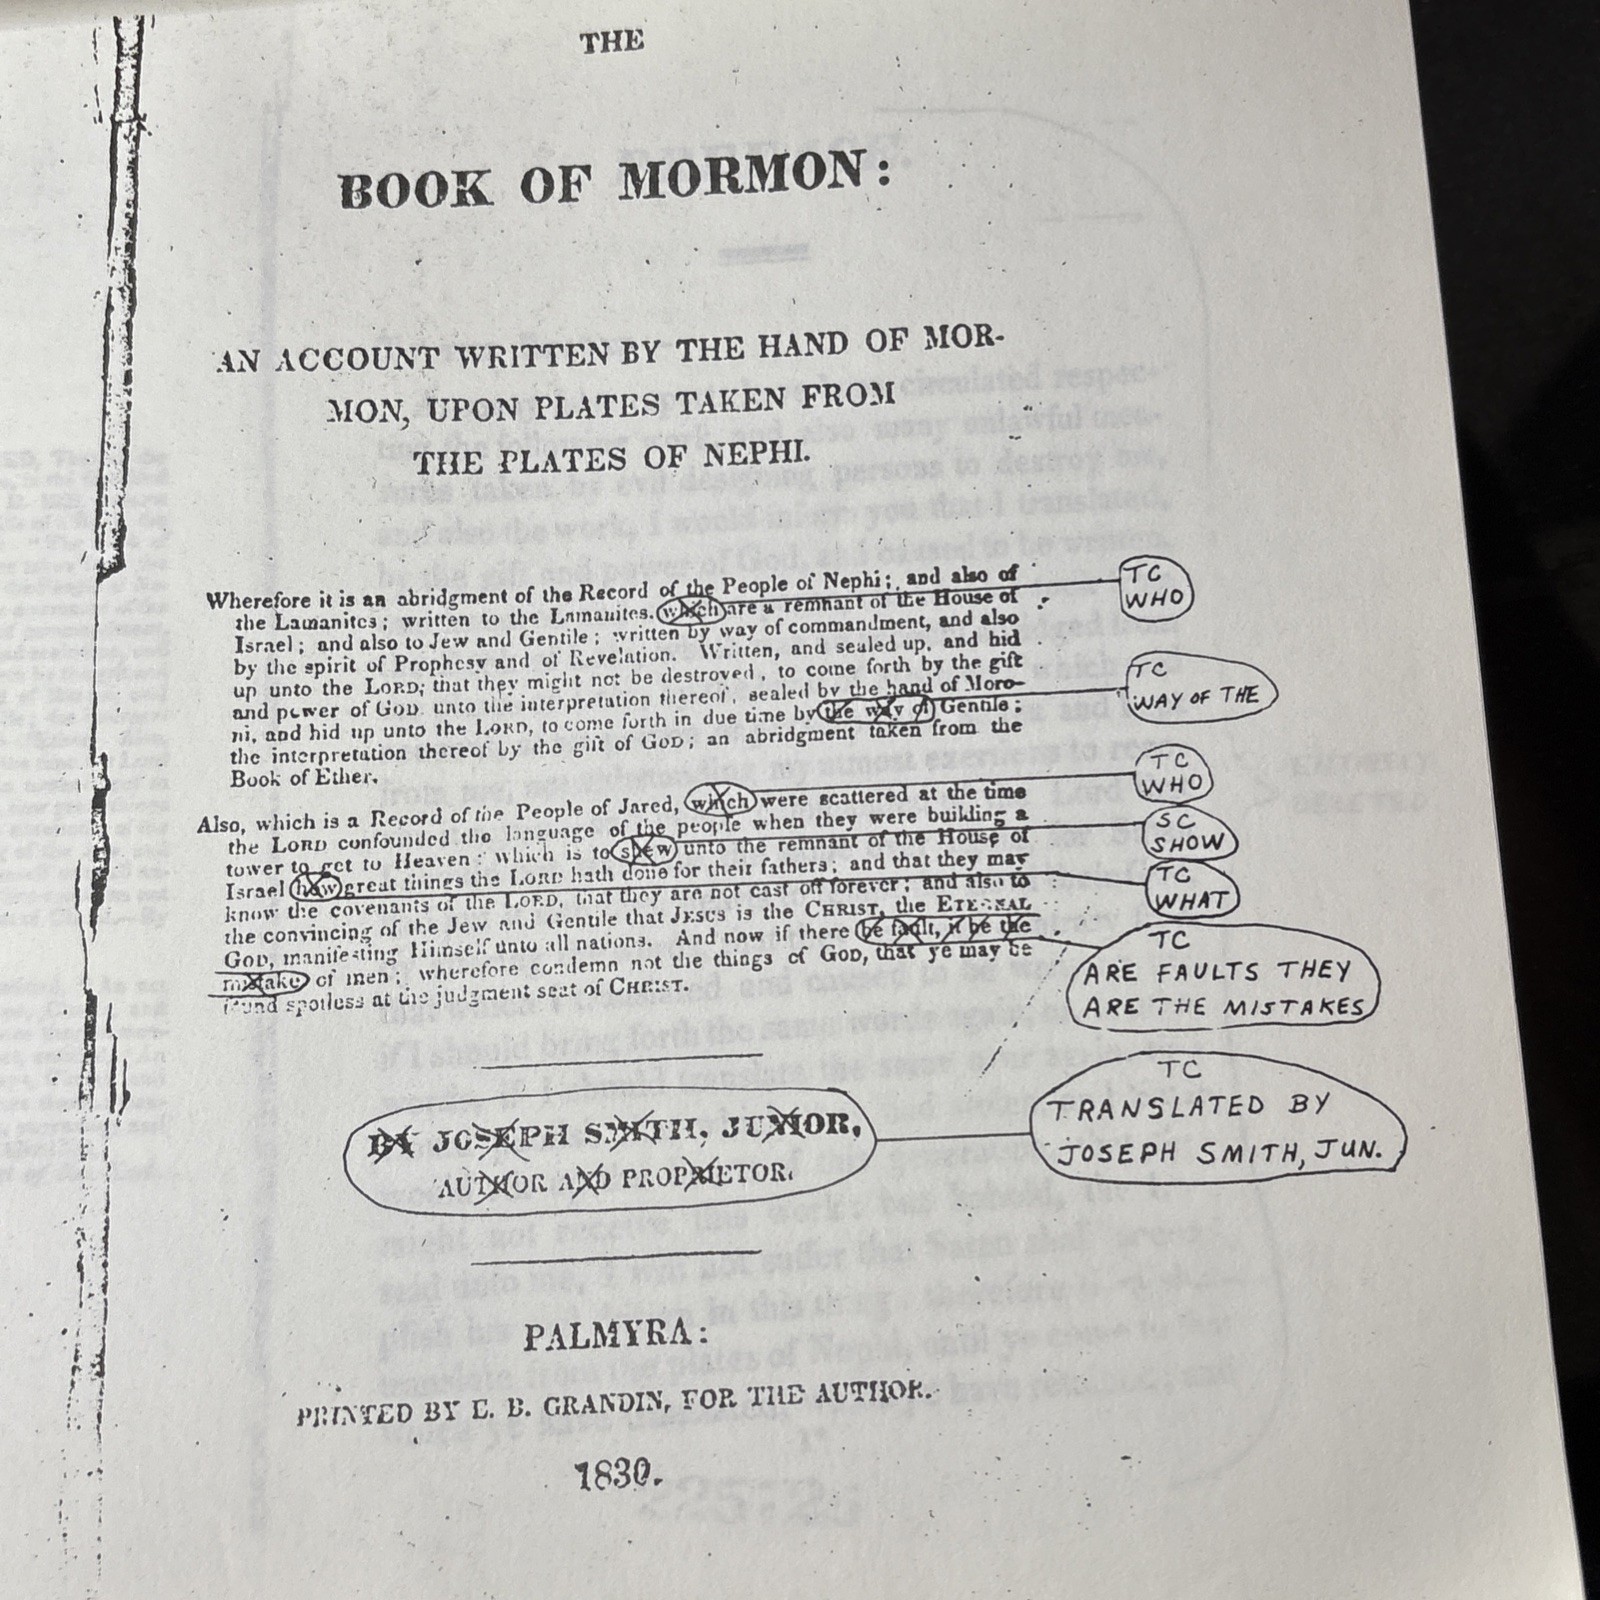 THE
BOOK OF MORMON:
AN ACCOUNT WRITTEN BY THE HAND OF MOR-
MON, UPON PLATES TAKEN FROM
THE PLATES OF NEPHI.
Wherefore it is an abridgment of the Record of the People of Nephi; and also of
the Lamanites; written to the Lamanites, which are a remnant of the House of
Israel; and also to Jew and Gentile; written by way of commandment, and also
by the spirit of Prophesy and of Revelation. Written, and sealed up, and hid
up unto the LORD, that they might not be destroyed, to come forth by the gift
and power of GOD unto the interpretation thereof, sealed by the hand of Moro-
ni, and hid up unto the LORD, to come forth in due time by the way of Gentile;
the interpretation thereof by the gift of GOD; an abridgment taken from the
Book of Ether.
Also, which is a Record of the People of Jared, which were scattered at the time
the LORD confounded the language of the people when they were building a
tower to get to Heaven: which is to shew unto the remnant of the House of
Israel how great things the LORD hath done for their fathers; and that they may
know the covenants of the LORD, that they are not cast off forever; and also to
the convincing of the Jew and Gentile that JESUS is the CHRIST, the ETERNAL
GOD, manifesting Himself unto all nations. And now if there be fault, it be the
mistake of men; wherefore condemn not the things of GOD, that ye may be
found spotless at the judgment seat of CHRIST.
TC
WHO
TC
WAY OF THE
TC
WHO
SC
SHOW
TC
WHAT
TC
ARE FAULTS THEY
ARE THE MISTAKES
BY JOSEPH SMITH, JUNIOR,
AUTHOR AND PROPRIETOR.
TC
TRANSLATED BY
JOSEPH SMITH, JUN.
PALMYRA:
PRINTED BY E. B. GRANDIN, FOR THE AUTHOR.
1830.